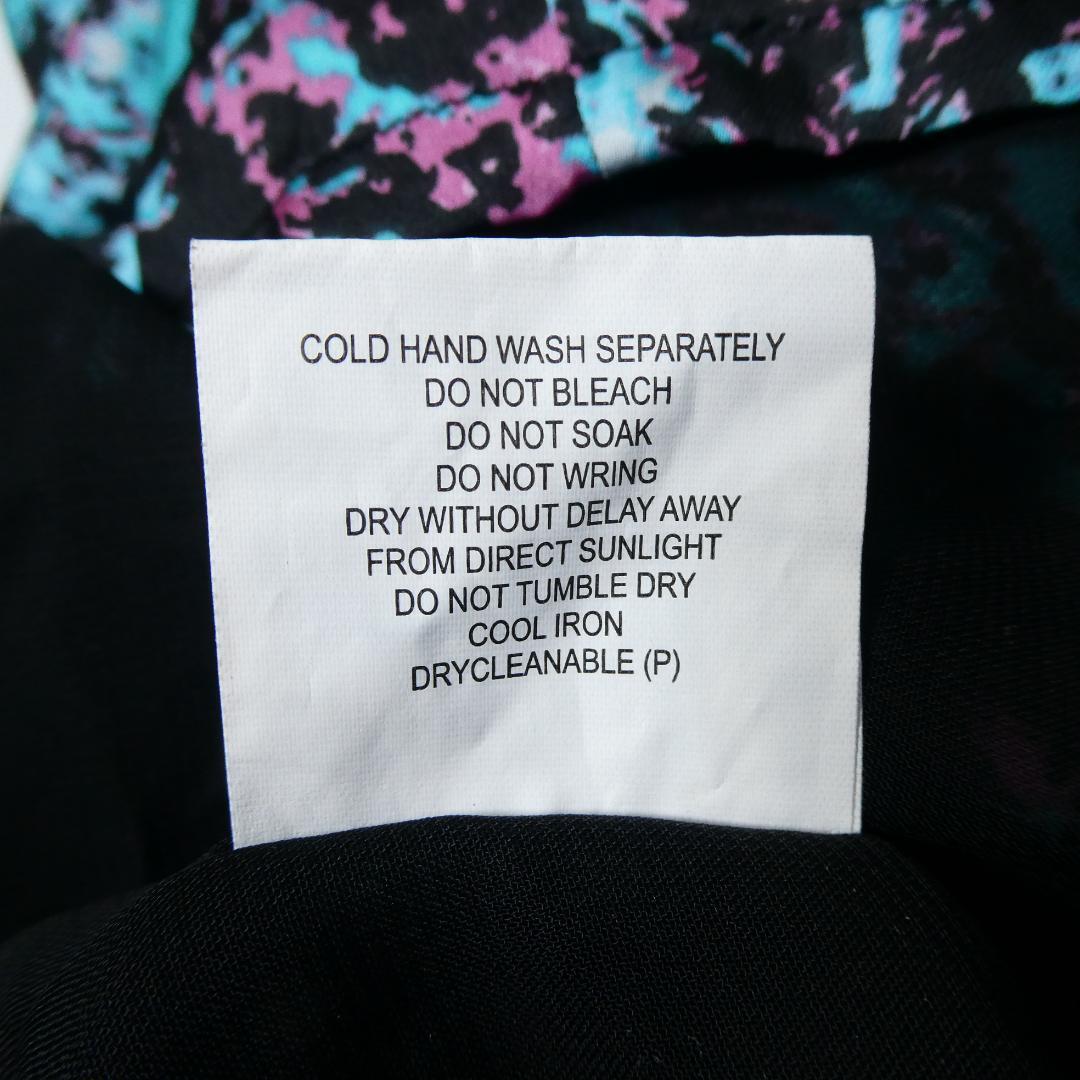 COLD HAND WASH SEPARATELY
DO NOT BLEACH
DO NOT SOAK
DO NOT WRING
DRY WITHOUT DELAY AWAY
FROM DIRECT SUNLIGHT
DO NOT TUMBLE DRY
COOL IRON
DRYCLEANABLE (P)